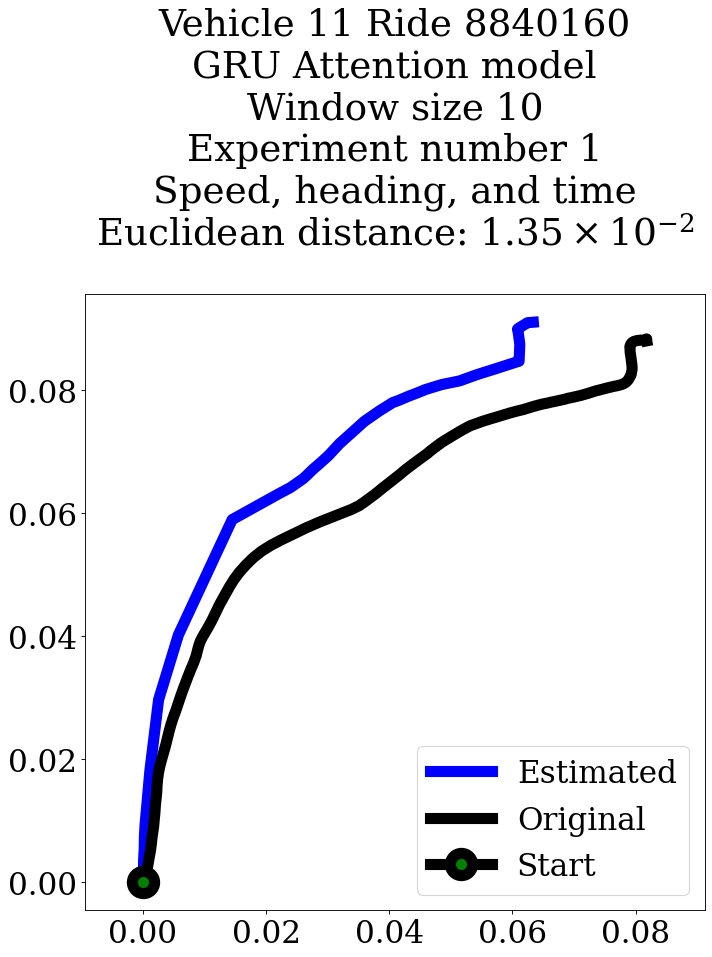 Vehicle 11 Ride 8840160
GRU Attention model
Window size 10
Experiment number 1
Speed, heading, and time
Euclidean distance: 1.35 × 10⁻²
0.08
0.06
0.04
0.02
0.00
Estimated
Original
Start
0.00 0.02 0.04 0.06 0.08